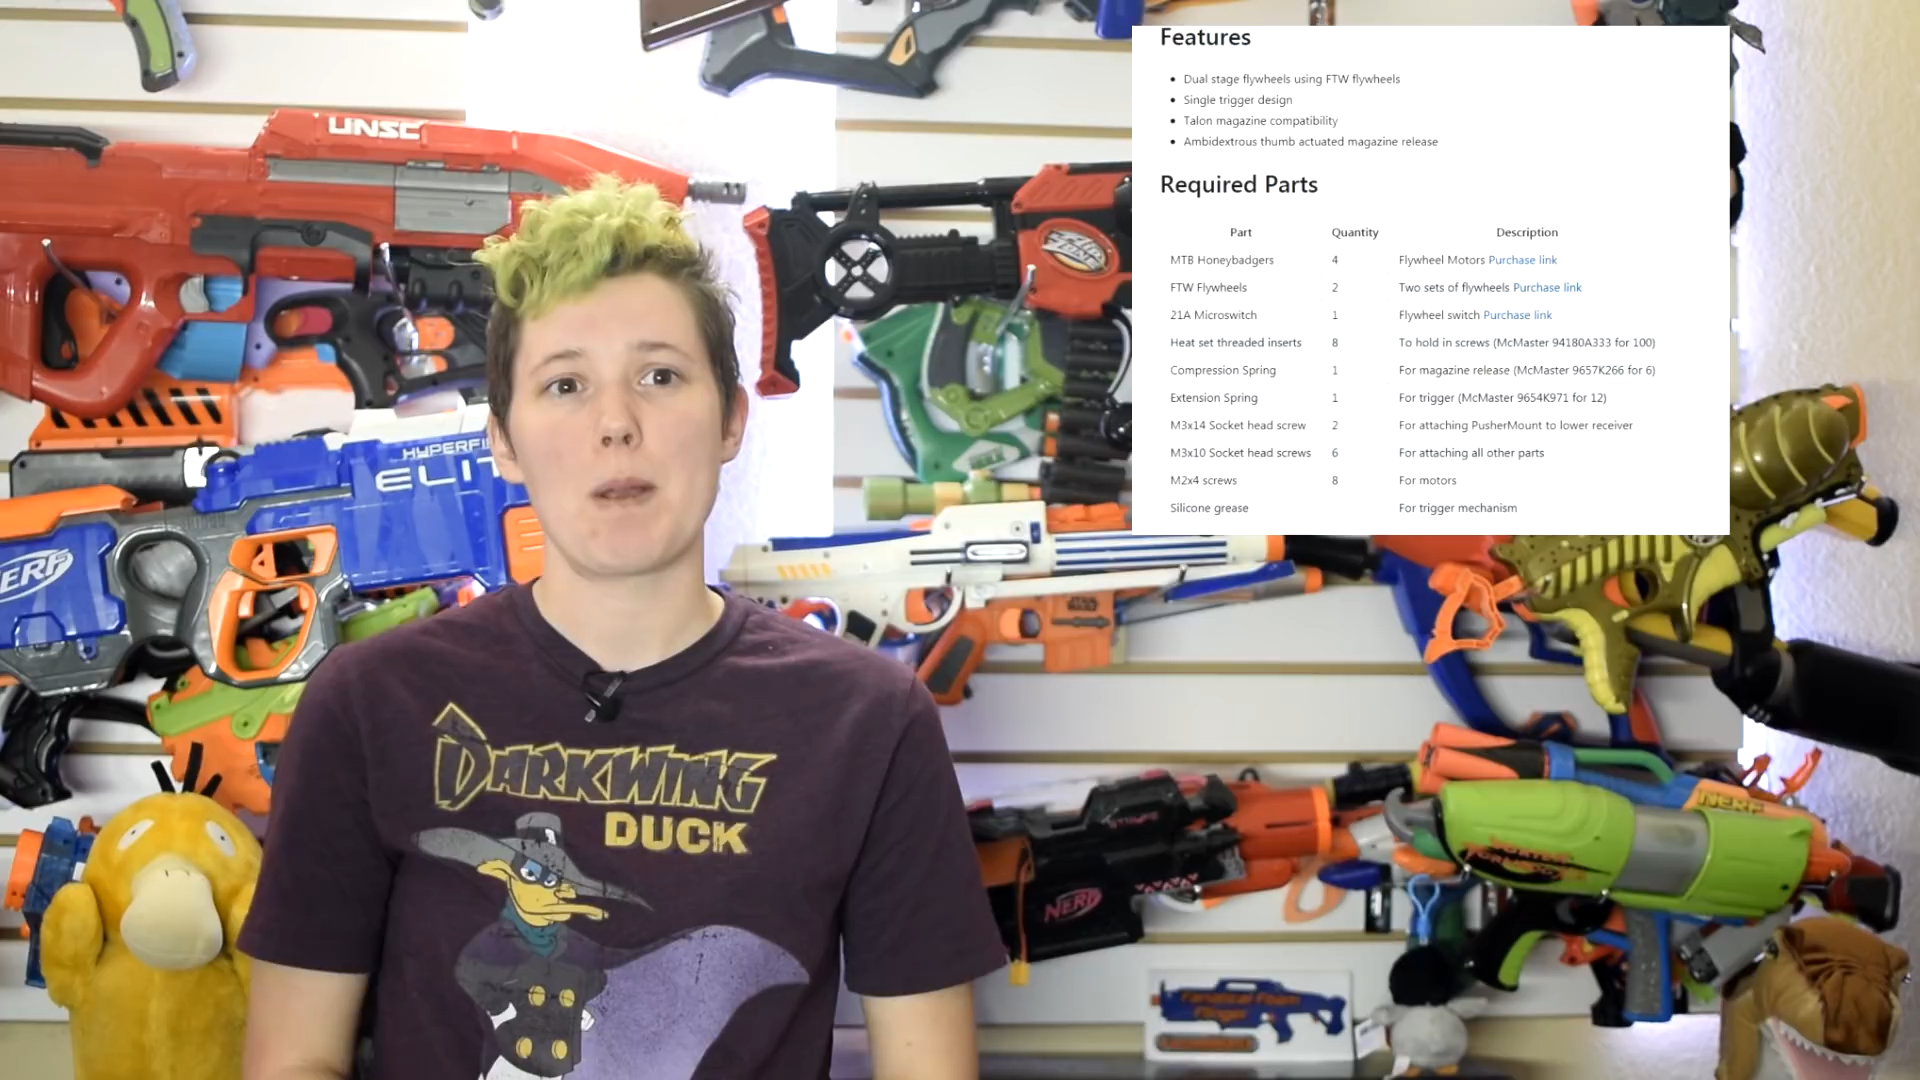 Features
Dual stage flywheels using FTW flywheels
Single trigger design
Talon magazine compatibility
Ambidextrous thumb actuated magazine release
Required Parts
Part Quantity Description
MTB Honeybadgers 4 Flywheel Motors Purchase link
FTW Flywheels 2 Two sets of flywheels Purchase link
21A Microswitch 1 Flywheel switch Purchase link
Heat set threaded inserts 8 To hold in screws (McMaster 94180A333 for 100)
Compression Spring 1 For magazine release (McMaster 9657K266 for 6)
Extension Spring 1 For trigger (McMaster 9654K971 for 12)
M3x14 Socket head screw 2 For attaching PusherMount to lower receiver
M3x10 Socket head screws 6 For attaching all other parts
M2x4 screws 8 For motors
Silicone grease For trigger mechanism
UNSC
HYPERFI
ELIT
NERF
DARKWING
DUCK
NERF
NERF
Fanatical Foam
Flinger